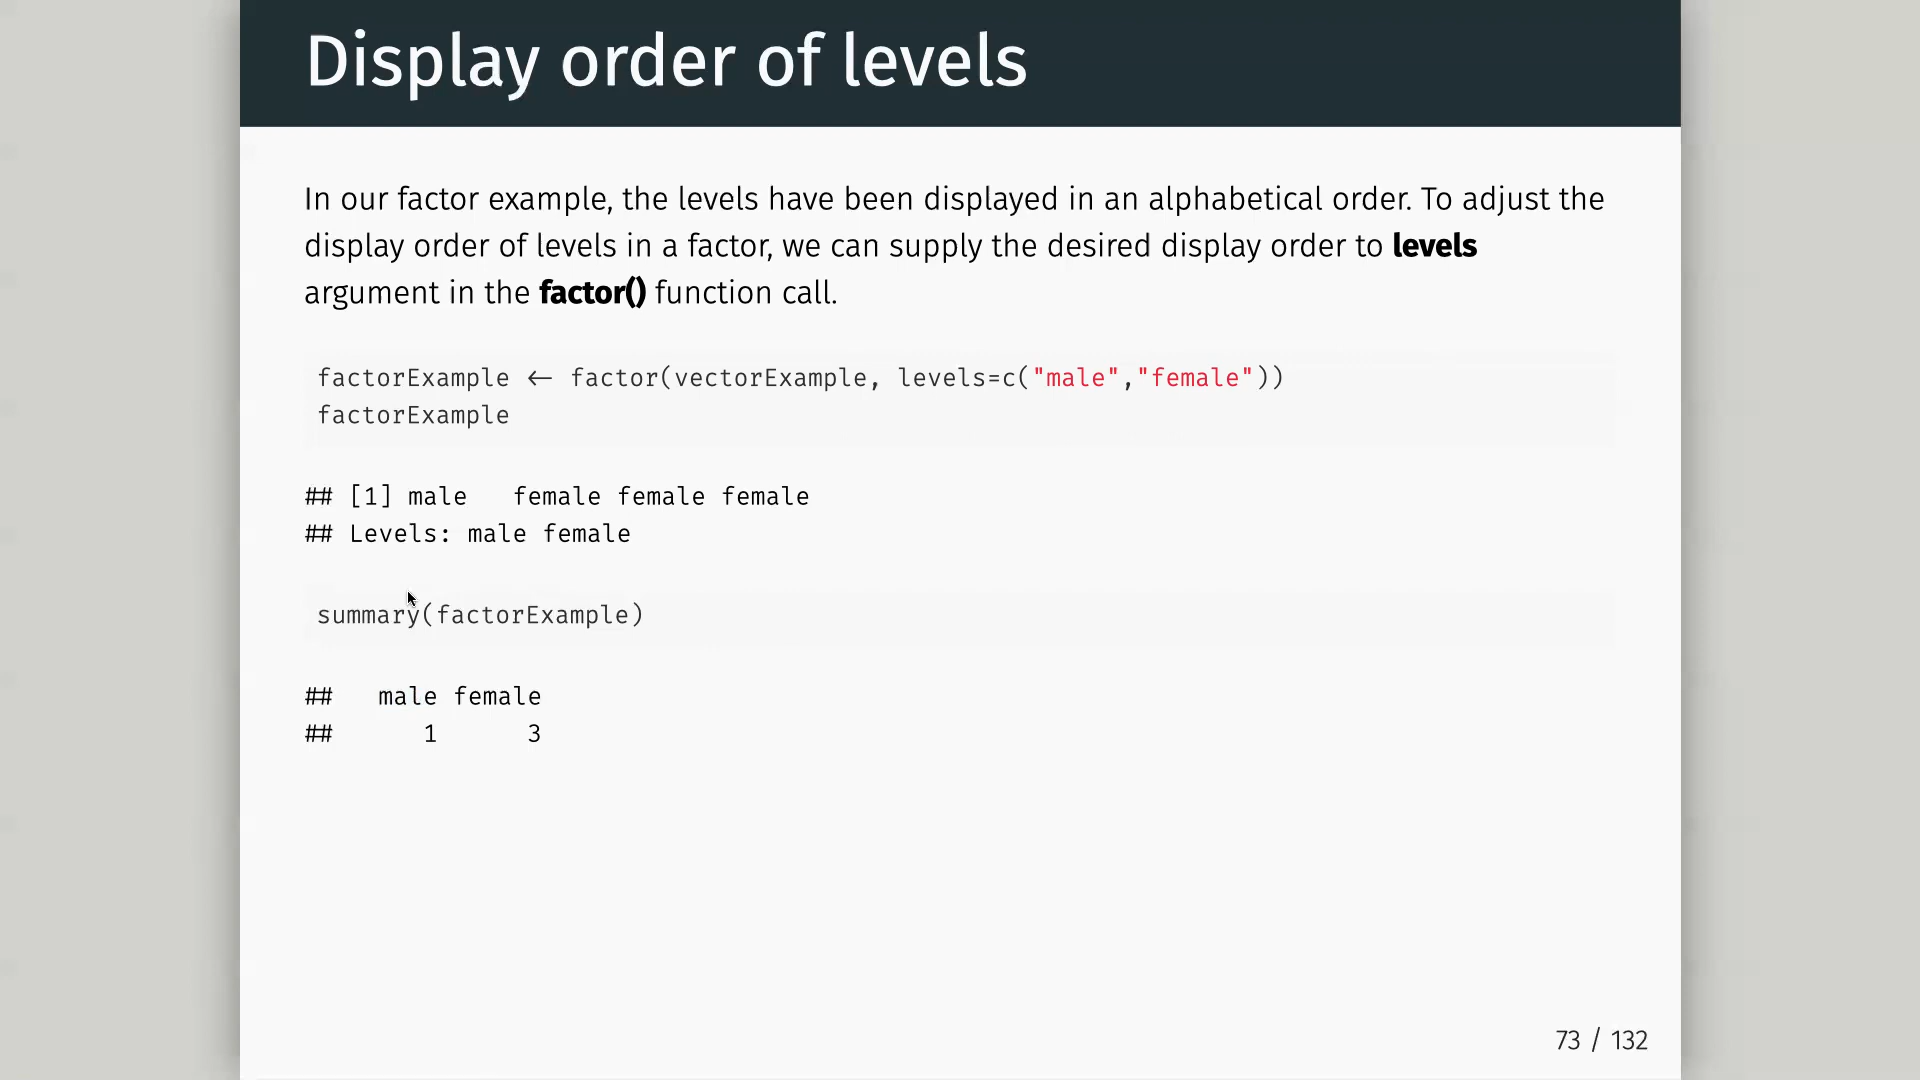 Display order of levels
In our factor example, the levels have been displayed in an alphabetical order. To adjust the
display order of levels in a factor, we can supply the desired display order to levels
argument in the factor() function call.
factorExample <- factor(vectorExample, levels=c("male","female"))
factorExample
## [1] male   female female female
## Levels: male female
summary(factorExample)
##   male female
##      1      3
73 / 132